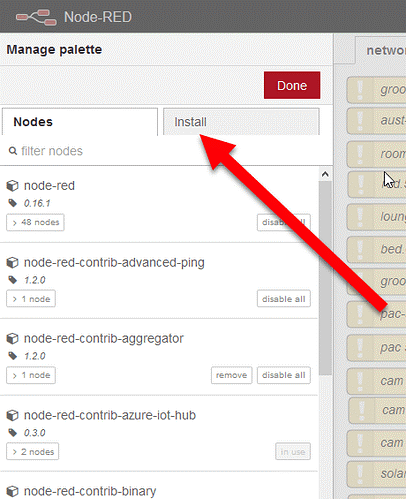 Node-RED
Manage palette
Done
Nodes
Install
filter nodes
node-red
0.16.1
> 48 nodes
disable all
node-red-contrib-advanced-ping
1.2.0
> 1 node
disable all
node-red-contrib-aggregator
1.2.0
> 1 node
remove
disable all
node-red-contrib-azure-iot-hub
0.3.0
> 2 nodes
in use
node-red-contrib-binary
networ
groo
aust-
room
loung
bed.
groo
pac-
pac s
cam
cam
cam
solar